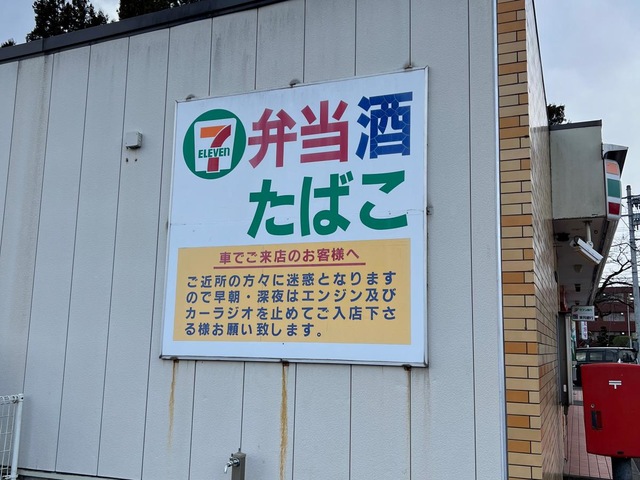 7
ELEVEN
弁当 酒
たばこ
車でご来店のお客様へ
ご近所の方々に迷惑となります
ので早朝・深夜はエンジン及び
カーラジオを止めてご入店下さ
る様お願い致します。
〒